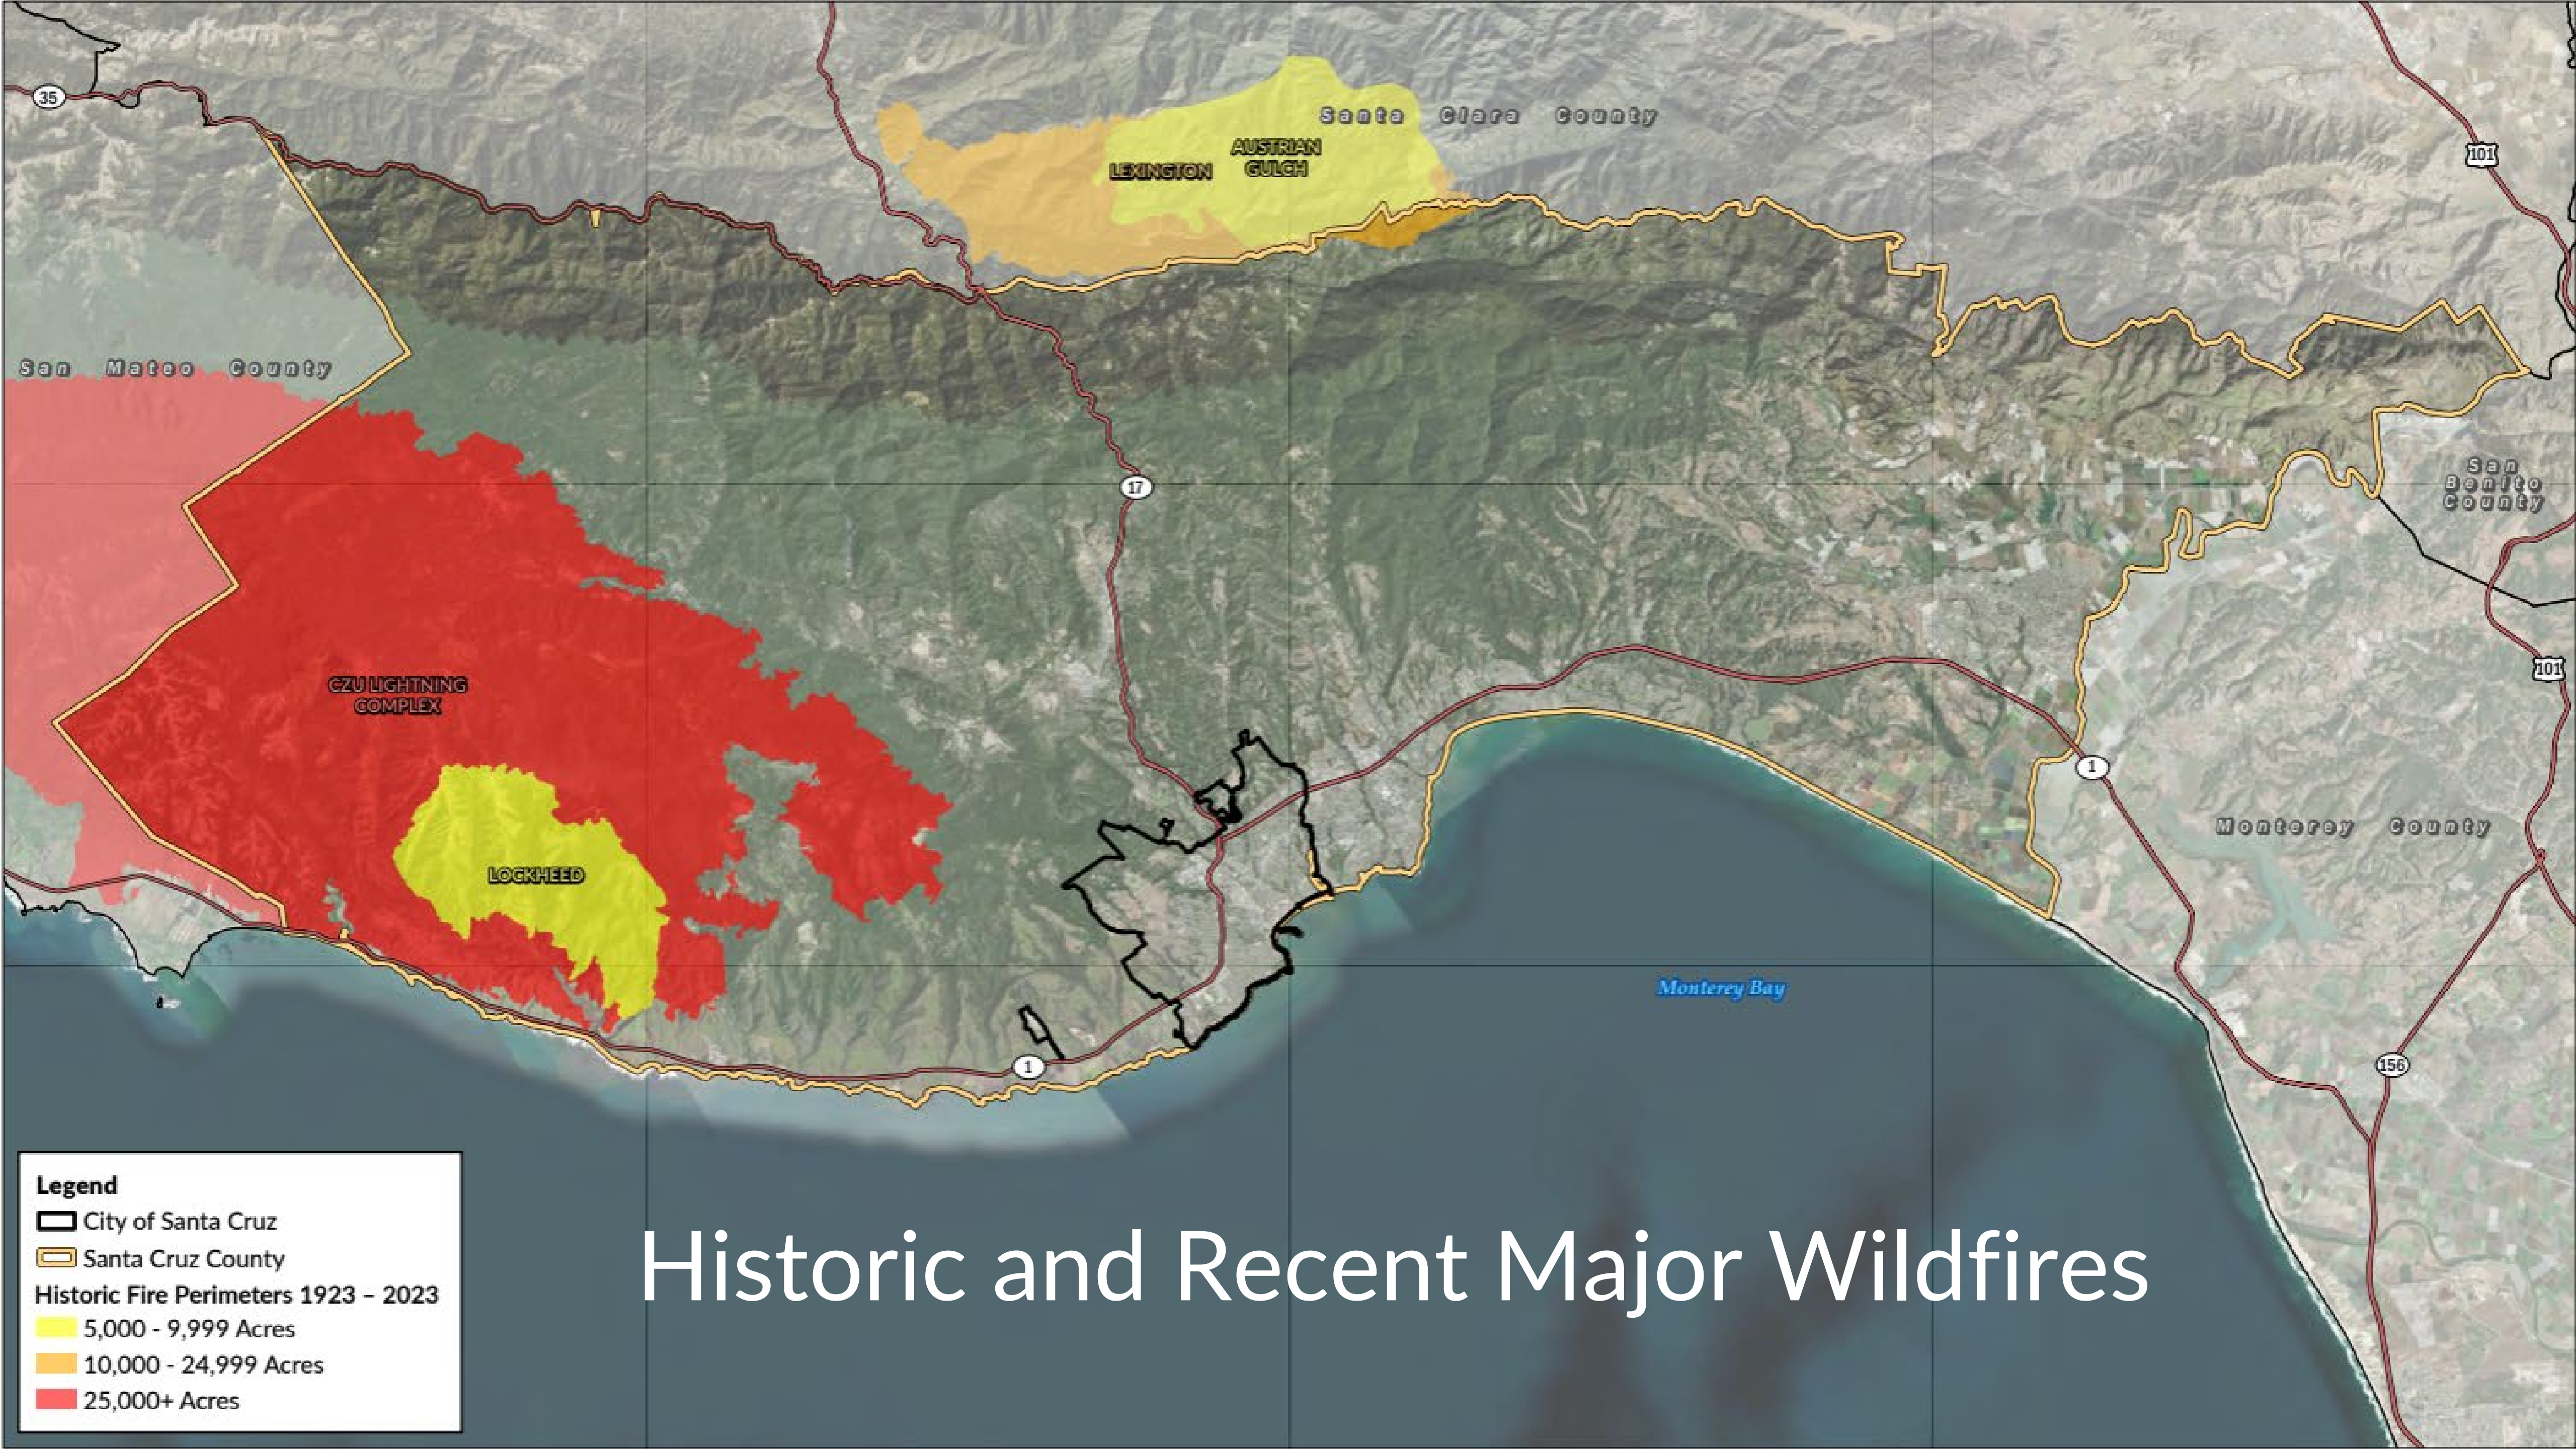 35
Santa Clara County
AUSTRIAN
GULCH
LEXINGTON
101
San Mateo County
17
San
Benito
County
101
CZU LIGHTNING
COMPLEX
1
Monterey County
LOCKHEED
Monterey Bay
1
156
Legend
City of Santa Cruz
Santa Cruz County
Historic Fire Perimeters 1923 – 2023
5,000 - 9,999 Acres
10,000 - 24,999 Acres
25,000+ Acres
Historic and Recent Major Wildfires